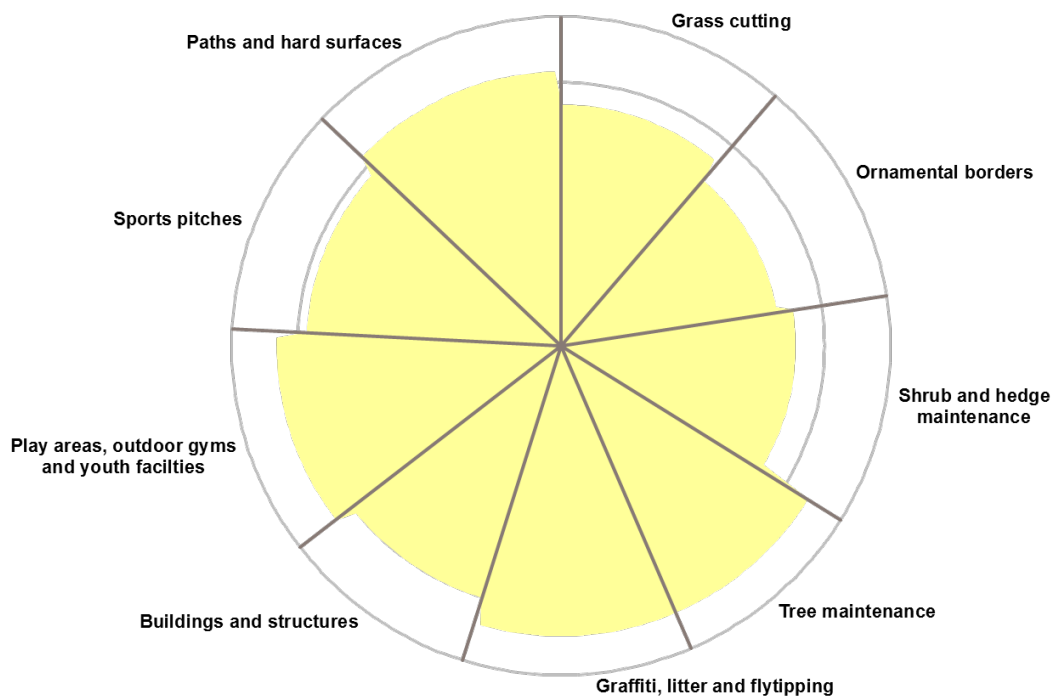 Grass cutting
Paths and hard surfaces
Ornamental borders
Sports pitches
Shrub and hedge
maintenance
Play areas, outdoor gyms
and youth facilties
Tree maintenance
Buildings and structures
Graffiti, litter and flytipping